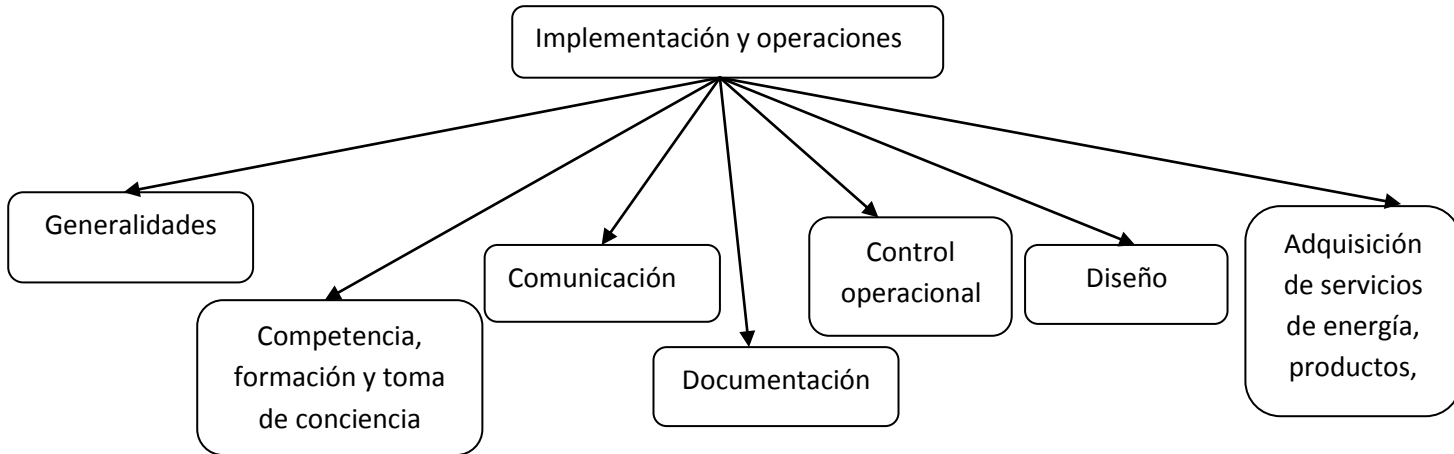 Implementación y operaciones
Generalidades
Competencia,
formación y toma
de conciencia
Comunicación
Documentación
Control
operacional
Diseño
Adquisición
de servicios
de energía,
productos,